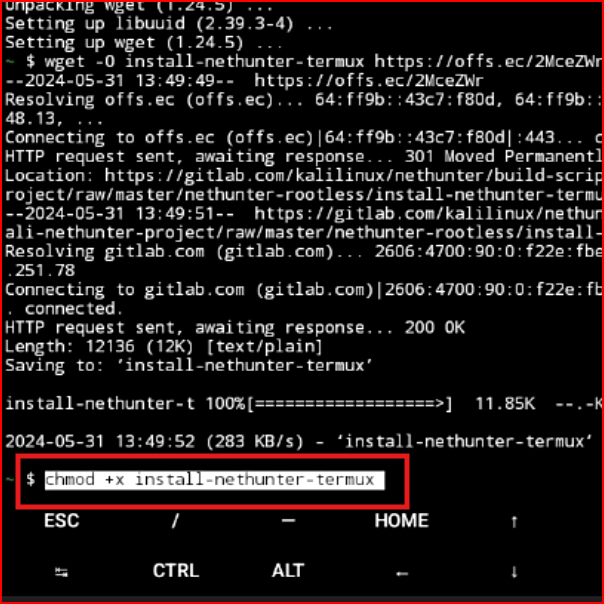 Unpacking wget (1.24.5) ...
Setting up libuuid (2.39.3-4) ...
Setting up wget (1.24.5) ...
~ $ wget -O install-nethunter-termux https://offs.ec/2MceZWr
--2024-05-31 13:49:49--  https://offs.ec/2MceZWr
Resolving offs.ec (offs.ec)... 64:ff9b::43c7:f80d, 64:ff9b::
48.13, ...
Connecting to offs.ec (offs.ec)|64:ff9b::43c7:f80d|:443... c
HTTP request sent, awaiting response... 301 Moved Permanentl
Location: https://gitlab.com/kalilinux/nethunter/build-scrip
roject/raw/master/nethunter-rootless/install-nethunter-termu
--2024-05-31 13:49:51--  https://gitlab.com/kalilinux/nethun
ali-nethunter-project/raw/master/nethunter-rootless/install-
Resolving gitlab.com (gitlab.com)... 2606:4700:90:0:f22e:fbe
.251.78
Connecting to gitlab.com (gitlab.com)|2606:4700:90:0:f22e:fb
. connected.
HTTP request sent, awaiting response... 200 OK
Length: 12136 (12K) [text/plain]
Saving to: ‘install-nethunter-termux’
install-nethunter-t 100%[==================>]  11.85K  --.-K
2024-05-31 13:49:52 (283 KB/s) - ‘install-nethunter-termux’
~ $ chmod +x install-nethunter-termux
ESC / — HOME ↑
↹ CTRL ALT ← ↓